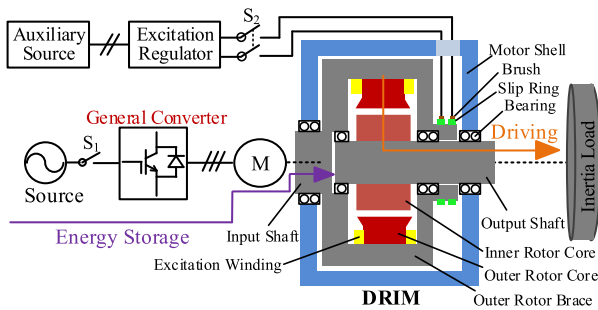 Auxiliary
Source
Excitation
Regulator
S2
Motor Shell
Brush
Slip Ring
Bearing
General Converter
Driving
S1
M
Source
Inertia Load
Energy Storage
Input Shaft
Output Shaft
Excitation Winding
Inner Rotor Core
Outer Rotor Core
DRIM
Outer Rotor Brace